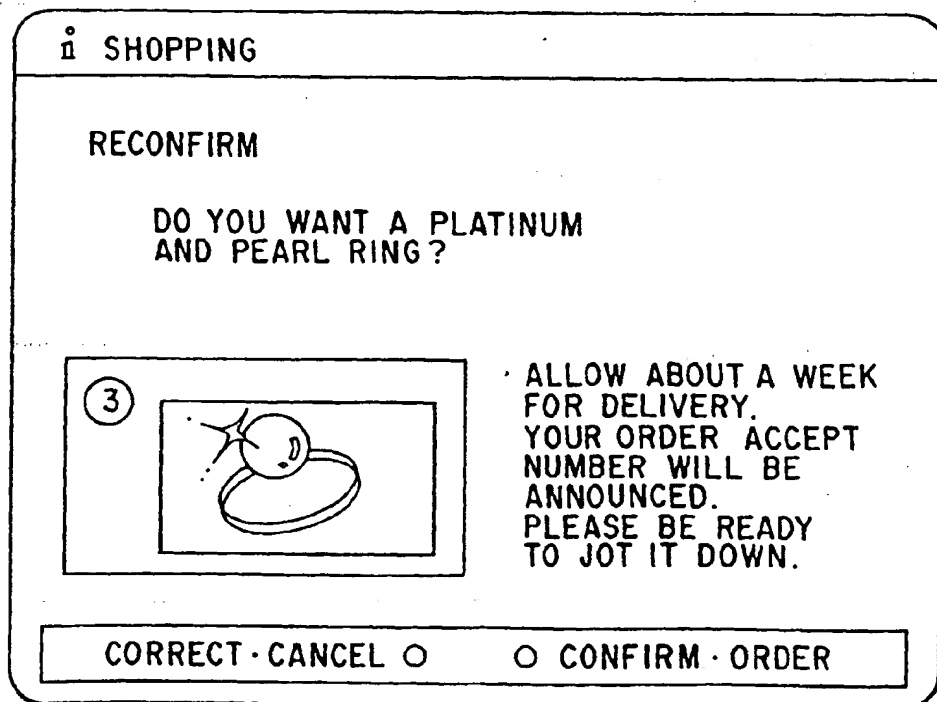 i SHOPPING
RECONFIRM
DO YOU WANT A PLATINUM
AND PEARL RING?
3
ALLOW ABOUT A WEEK
FOR DELIVERY.
YOUR ORDER ACCEPT
NUMBER WILL BE
ANNOUNCED.
PLEASE BE READY
TO JOT IT DOWN.
CORRECT · CANCEL O O CONFIRM · ORDER